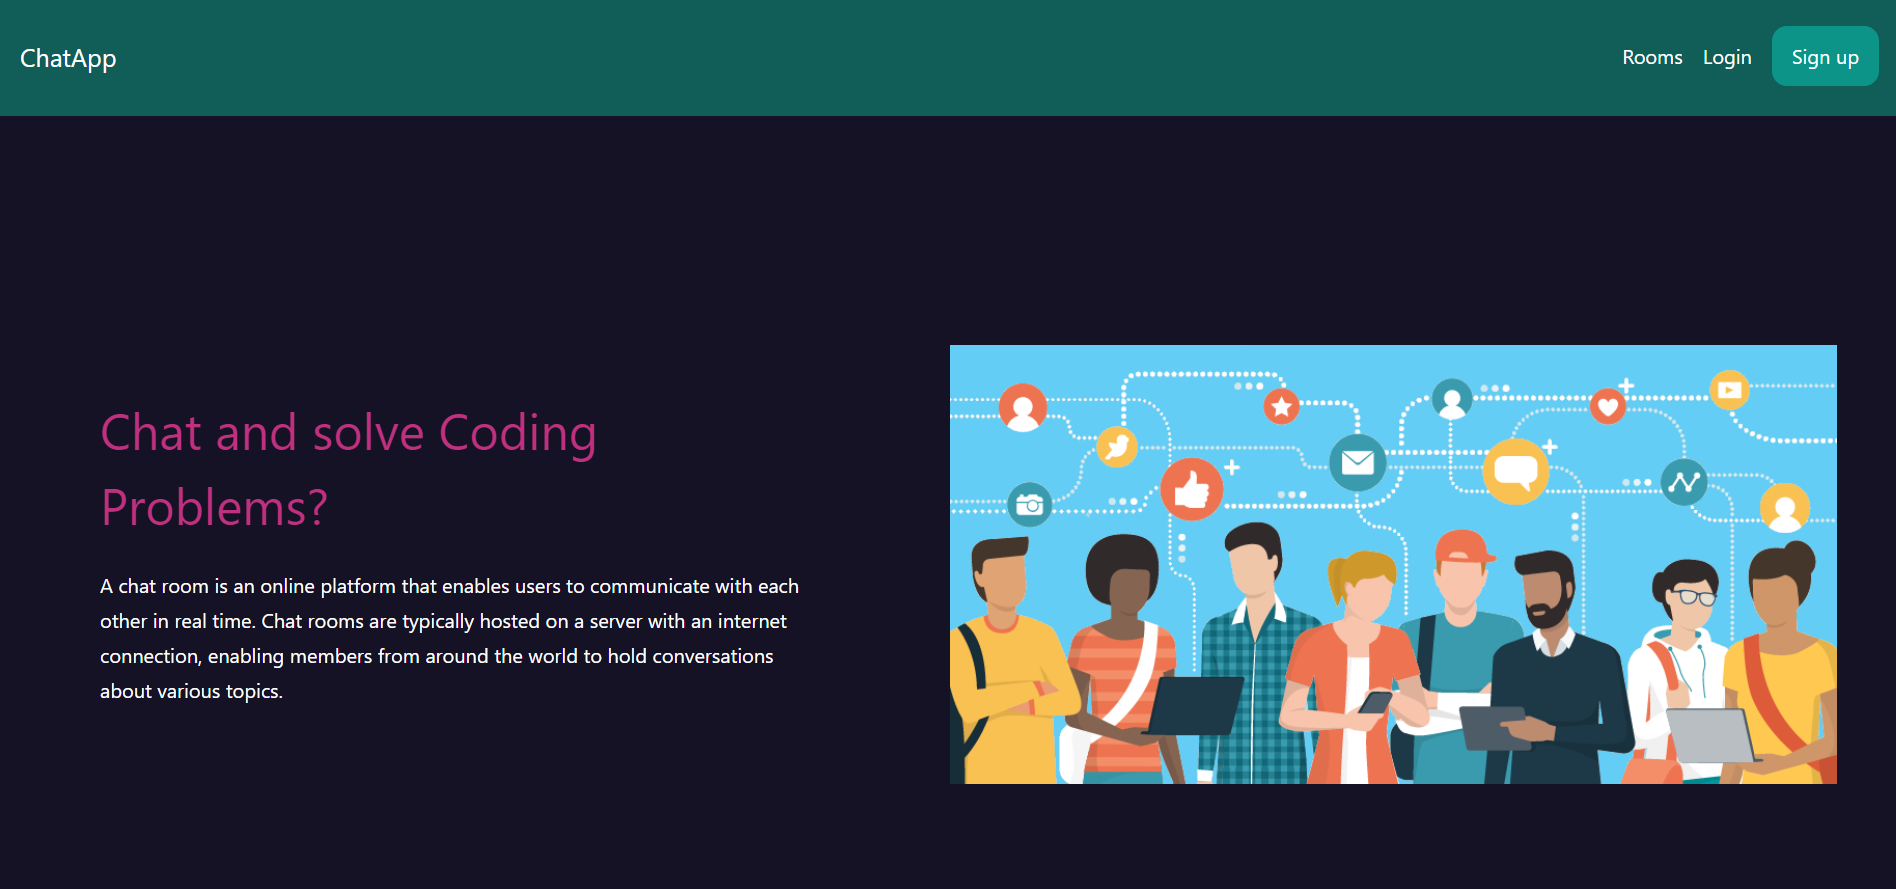 ChatApp
Rooms Login Sign up
Chat and solve Coding
Problems?
A chat room is an online platform that enables users to communicate with each
other in real time. Chat rooms are typically hosted on a server with an internet
connection, enabling members from around the world to hold conversations
about various topics.